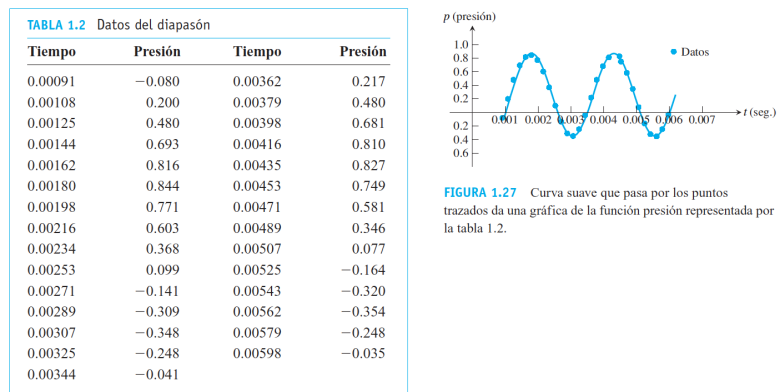 TABLA 1.2 Datos del diapasón
Tiempo Presión Tiempo Presión
0.00091 −0.080 0.00362 0.217
0.00108 0.200 0.00379 0.480
0.00125 0.480 0.00398 0.681
0.00144 0.693 0.00416 0.810
0.00162 0.816 0.00435 0.827
0.00180 0.844 0.00453 0.749
0.00198 0.771 0.00471 0.581
0.00216 0.603 0.00489 0.346
0.00234 0.368 0.00507 0.077
0.00253 0.099 0.00525 −0.164
0.00271 −0.141 0.00543 −0.320
0.00289 −0.309 0.00562 −0.354
0.00307 −0.348 0.00579 −0.248
0.00325 −0.248 0.00598 −0.035
0.00344 −0.041
p (presión)
1.0
0.8
0.6
0.4
0.2
0.2
0.4
0.6
Datos
0.001 0.002 0.003 0.004 0.005 0.006 0.007
t (seg.)
FIGURA 1.27 Curva suave que pasa por los puntos
trazados da una gráfica de la función presión representada por
la tabla 1.2.